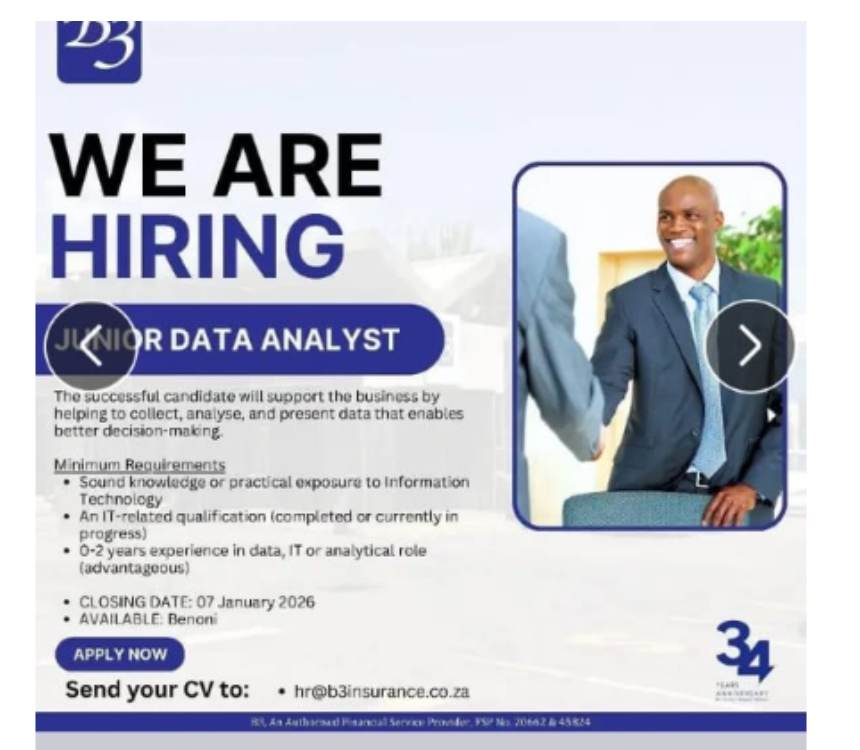 B3
WE ARE
HIRING
JUNIOR DATA ANALYST
The successful candidate will support the business by
helping to collect, analyse, and present data that enables
better decision-making.
Minimum Requirements
• Sound knowledge or practical exposure to Information
Technology
• An IT-related qualification (completed or currently in
progress)
• 0-2 years experience in data, IT or analytical role
(advantageous)
• CLOSING DATE: 07 January 2026
• AVAILABLE: Benoni
APPLY NOW
Send your CV to: • hr@b3insurance.co.za
34
YEARS
ANNIVERSARY
B3, An Authorised Financial Service Provider, FSP No. 20662 & 45824